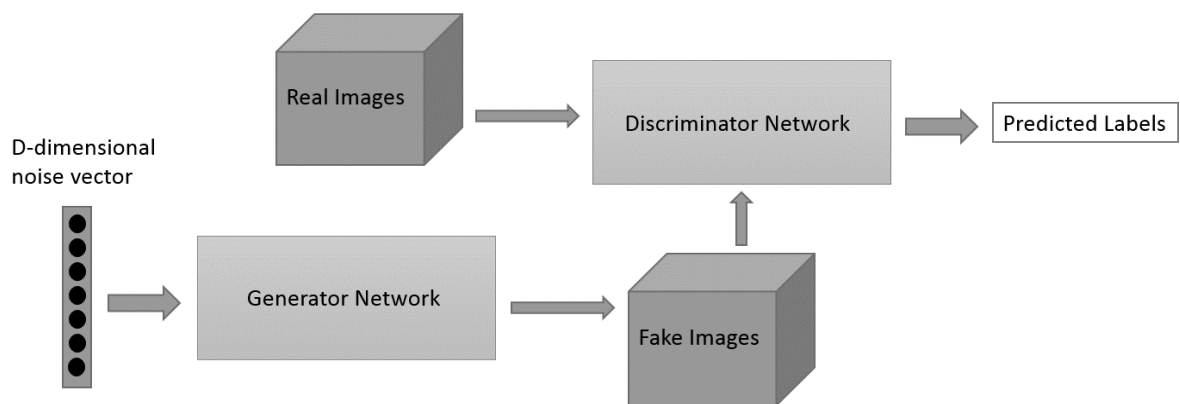 Real Images
Discriminator Network
Predicted Labels
D-dimensional
noise vector
Generator Network
Fake Images